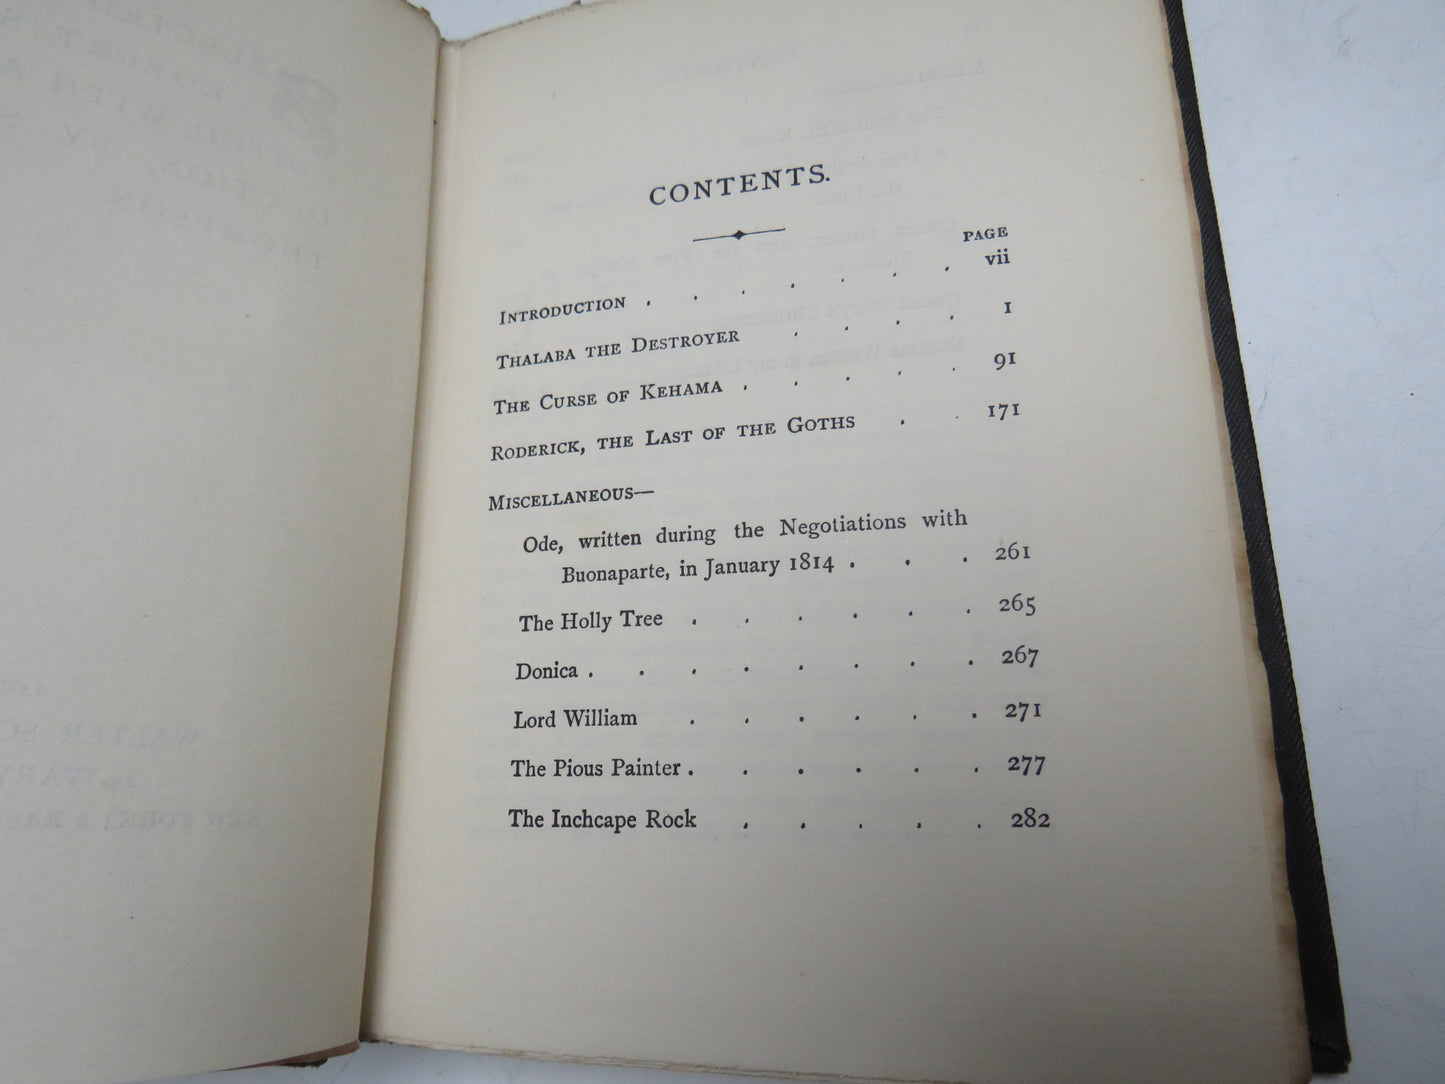 CONTENTS.
PAGE
INTRODUCTION . . . . . . . vii
THALABA THE DESTROYER . . . . 1
THE CURSE OF KEHAMA . . . . . 91
RODERICK, THE LAST OF THE GOTHS . . 171
MISCELLANEOUS—
Ode, written during the Negotiations with
Buonaparte, in January 1814 . . . 261
The Holly Tree . . . . . . 265
Donica . . . . . . . . 267
Lord William . . . . . . 271
The Pious Painter . . . . . . 277
The Inchcape Rock . . . . . 282